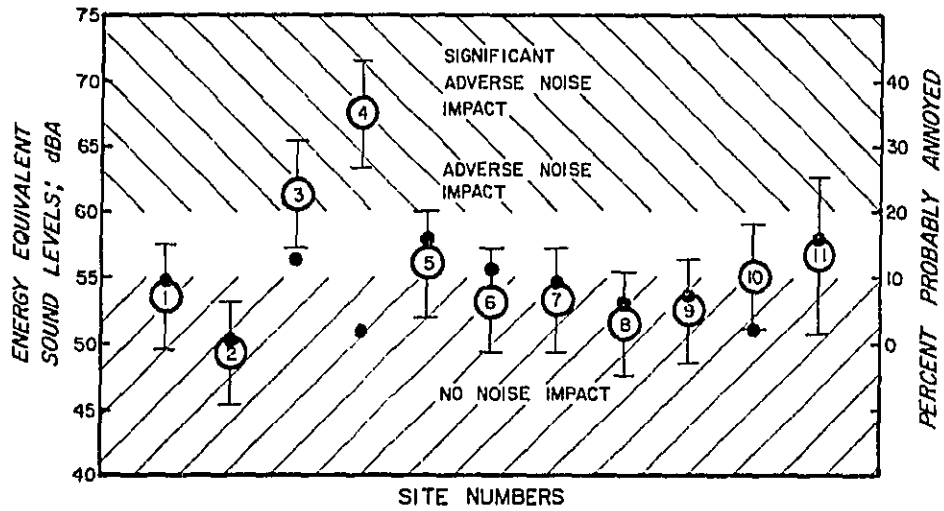 75
70
65
60
55
50
45
40
ENERGY EQUIVALENT
SOUND LEVELS; dBA
SIGNIFICANT
ADVERSE NOISE
IMPACT
ADVERSE NOISE
IMPACT
NO NOISE IMPACT
1
2
3
4
5
6
7
8
9
10
11
40
30
20
10
0
PERCENT PROBABLY ANNOYED
SITE NUMBERS